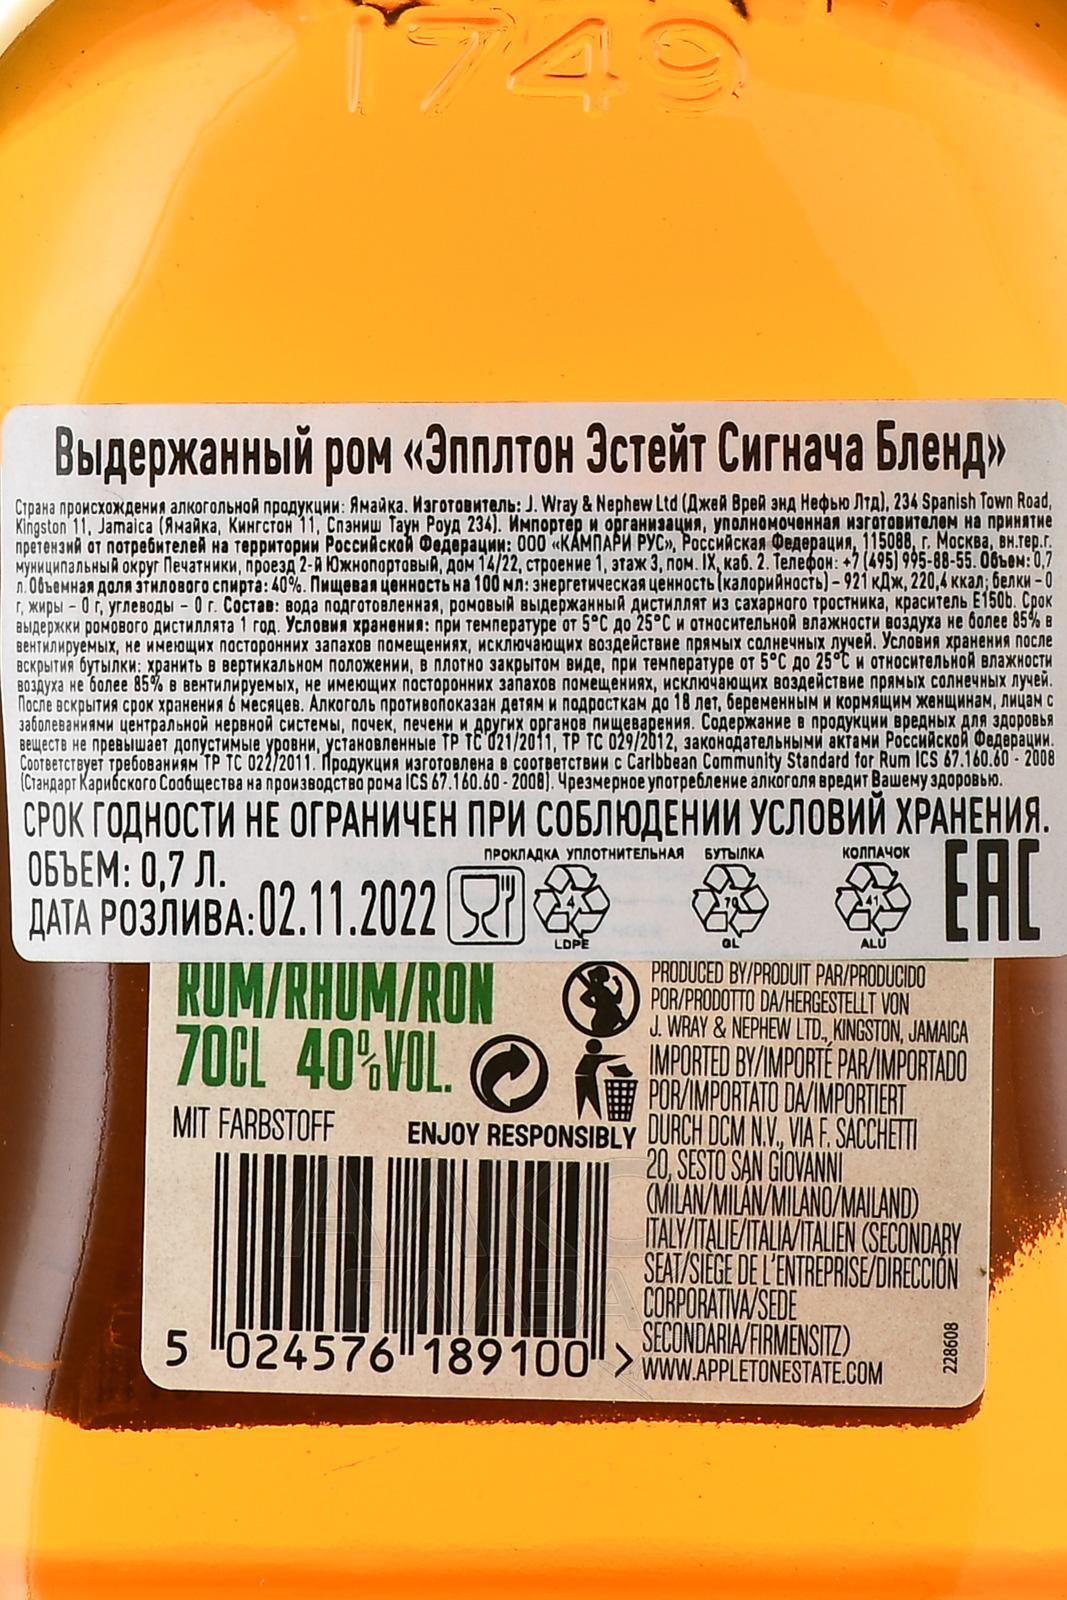 1749
Выдержанный ром «Эпплтон Эстейт Сигнача Бленд»
Страна происхождения алкогольной продукции: Ямайка. Изготовитель: J. Wray & Nephew Ltd (Джей Врей энд Нефью Лтд), 234 Spanish Town Road,
Kingston 11, Jamaica (Ямайка, Кингстон 11, Спэниш Таун Роуд 234). Импортер и организация, уполномоченная изготовителем на принятие
претензий от потребителей на территории Российской Федерации: ООО «КАМПАРИ РУС», Российская Федерация, 115088, г. Москва, вн.тер.г.
муниципальный округ Печатники, проезд 2-й Южнопортовый, дом 14/22, строение 1, этаж 3, пом. IX, каб. 2. Телефон: +7 (495) 995-88-55. Объем: 0,7
л. Объемная доля этилового спирта: 40%. Пищевая ценность на 100 мл: энергетическая ценность (калорийность) – 921 кДж, 220,4 ккал; белки – 0
г, жиры – 0 г, углеводы – 0 г. Состав: вода подготовленная, ромовый выдержанный дистиллят из сахарного тростника, краситель Е150b. Срок
выдержки ромового дистиллята 1 год. Условия хранения: при температуре от 5°С до 25°С и относительной влажности воздуха не более 85% в
вентилируемых, не имеющих посторонних запахов помещениях, исключающих воздействие прямых солнечных лучей. Условия хранения после
вскрытия бутылки: хранить в вертикальном положении, в плотно закрытом виде, при температуре от 5°С до 25°С и относительной влажности
воздуха не более 85% в вентилируемых, не имеющих посторонних запахов помещениях, исключающих воздействие прямых солнечных лучей.
После вскрытия срок хранения 6 месяцев. Алкоголь противопоказан детям и подросткам до 18 лет, беременным и кормящим женщинам, лицам с
заболеваниями центральной нервной системы, почек, печени и других органов пищеварения. Содержание в продукции вредных для здоровья
веществ не превышает допустимые уровни, установленные ТР ТС 021/2011, ТР ТС 029/2012, законодательными актами Российской Федерации.
Соответствует требованиям ТР ТС 022/2011. Продукция изготовлена в соответствии с Caribbean Community Standard for Rum ICS 67.160.60 - 2008
(Стандарт Карибского Сообщества на производство рома ICS 67.160.60 - 2008). Чрезмерное употребление алкоголя вредит Вашему здоровью.
СРОК ГОДНОСТИ НЕ ОГРАНИЧЕН ПРИ СОБЛЮДЕНИИ УСЛОВИЙ ХРАНЕНИЯ.
ОБЪЕМ: 0,7 Л.
ДАТА РОЗЛИВА: 02.11.2022
ПРОКЛАДКА УПЛОТНИТЕЛЬНАЯ БУТЫЛКА КОЛПАЧОК
4 70 41
LDPE GL ALU
EAC
RUM/RHUM/RON
70CL 40%VOL.
MIT FARBSTOFF
ENJOY RESPONSIBLY
5 024576 189100 >
PRODUCED BY/PRODUIT PAR/PRODUCIDO
POR/PRODOTTO DA/HERGESTELLT VON
J. WRAY & NEPHEW LTD., KINGSTON, JAMAICA
IMPORTED BY/IMPORTÉ PAR/IMPORTADO
POR/IMPORTATO DA/IMPORTIERT
DURCH DCM N.V., VIA F. SACCHETTI
20, SESTO SAN GIOVANNI
(MILAN/MILÁN/MILANO/MAILAND)
ITALY/ITALIE/ITALIA/ITALIEN (SECONDARY
SEAT/SIÈGE DE L'ENTREPRISE/DIRECCIÓN
CORPORATIVA/SEDE
SECONDARIA/FIRMENSITZ)
WWW.APPLETONESTATE.COM
228608